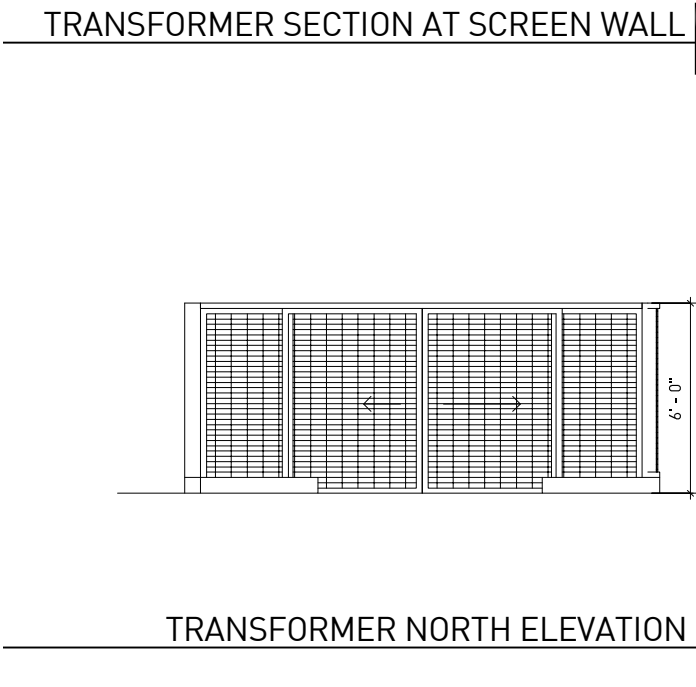 TRANSFORMER SECTION AT SCREEN WALL
6' - 0"
TRANSFORMER NORTH ELEVATION